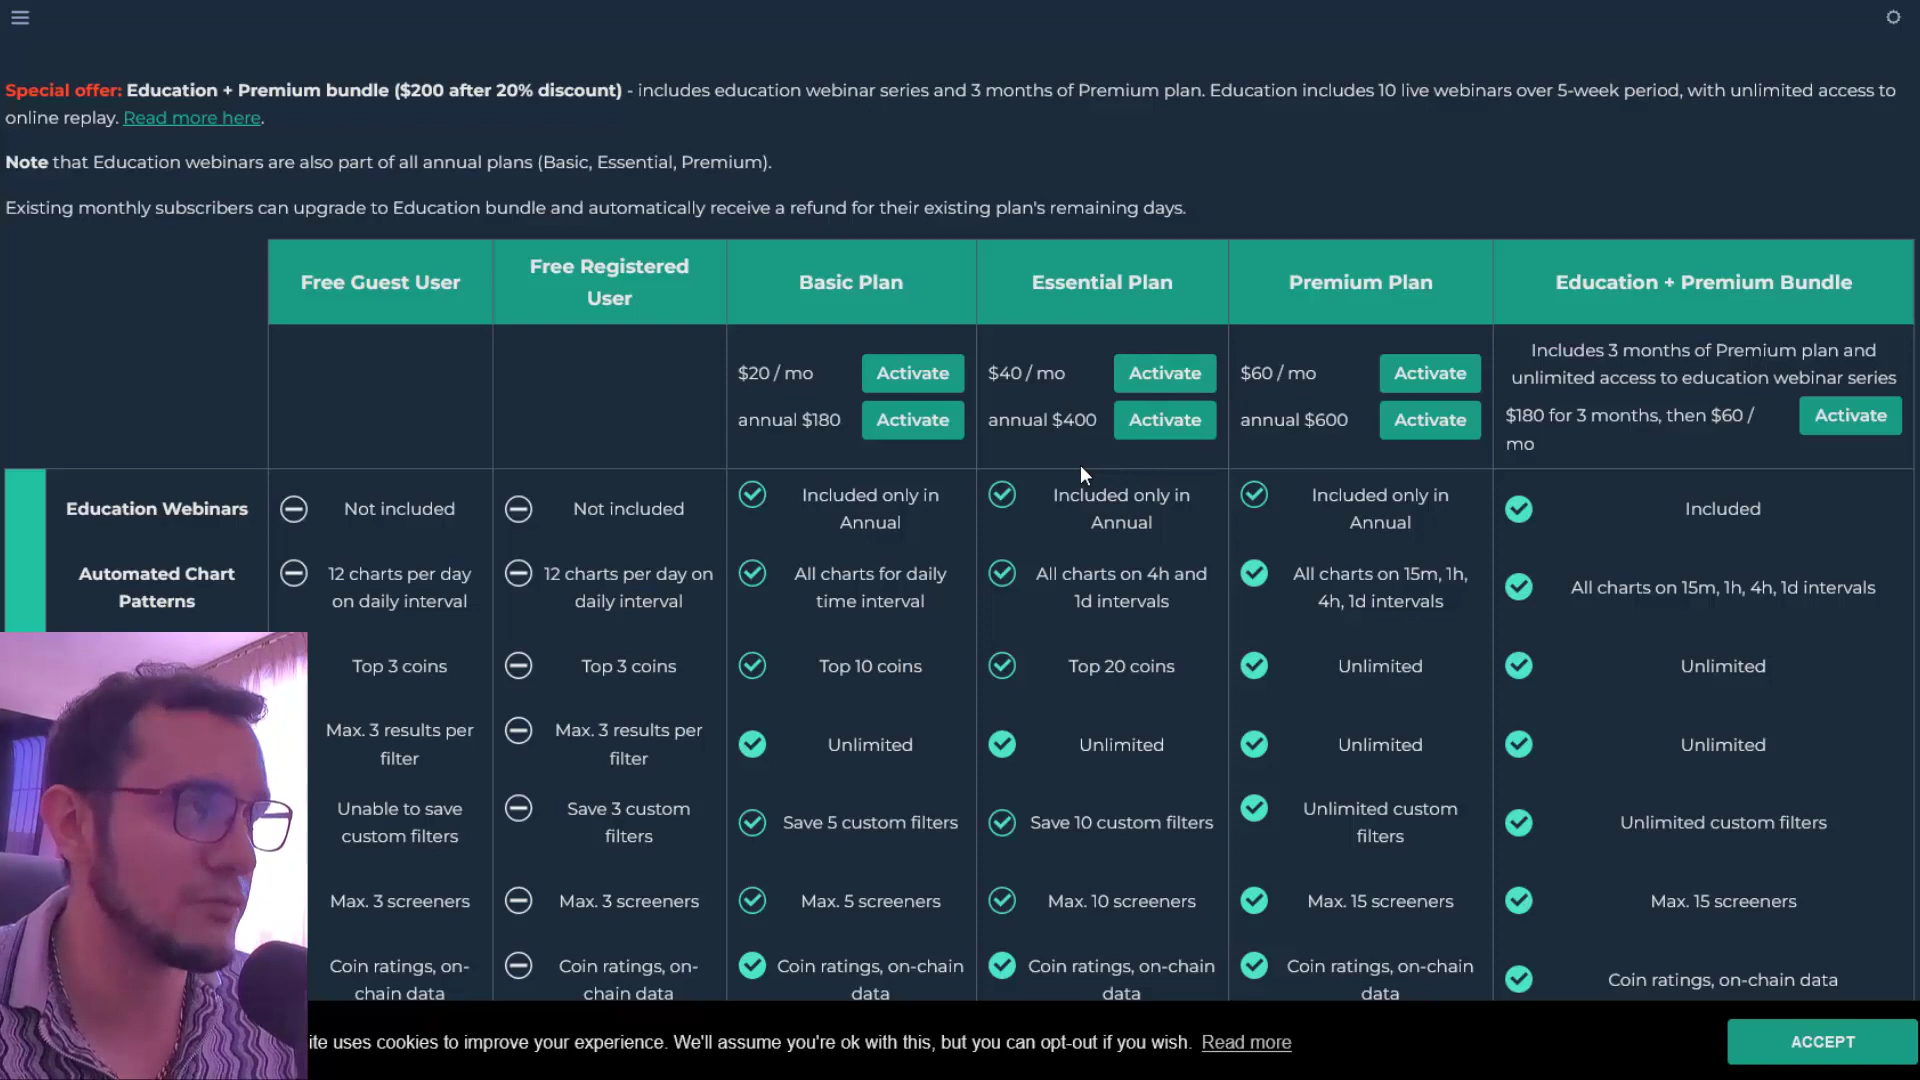 Special offer: Education + Premium bundle ($200 after 20% discount) - includes education webinar series and 3 months of Premium plan. Education includes 10 live webinars over 5-week period, with unlimited access to
online replay. Read more here.
Note that Education webinars are also part of all annual plans (Basic, Essential, Premium).
Existing monthly subscribers can upgrade to Education bundle and automatically receive a refund for their existing plan's remaining days.
Free Guest User
Free Registered
User
Basic Plan
Essential Plan
Premium Plan
Education + Premium Bundle
$20 / mo
Activate
annual $180
Activate
$40 / mo
Activate
annual $400
Activate
$60 / mo
Activate
annual $600
Activate
Includes 3 months of Premium plan and
unlimited access to education webinar series
$180 for 3 months, then $60 /
mo
Activate
Education Webinars
Not included
Not included
Included only in
Annual
Included only in
Annual
Included only in
Annual
Included
Automated Chart
Patterns
12 charts per day
on daily interval
12 charts per day on
daily interval
All charts for daily
time interval
All charts on 4h and
1d intervals
All charts on 15m, 1h,
4h, 1d intervals
All charts on 15m, 1h, 4h, 1d intervals
Top 3 coins
Top 3 coins
Top 10 coins
Top 20 coins
Unlimited
Unlimited
Max. 3 results per
filter
Max. 3 results per
filter
Unlimited
Unlimited
Unlimited
Unlimited
Unable to save
custom filters
Save 3 custom
filters
Save 5 custom filters
Save 10 custom filters
Unlimited custom
filters
Unlimited custom filters
Max. 3 screeners
Max. 3 screeners
Max. 5 screeners
Max. 10 screeners
Max. 15 screeners
Max. 15 screeners
Coin ratings, on-
chain data
Coin ratings, on-
chain data
Coin ratings, on-chain
data
Coin ratings, on-chain
data
Coin ratings, on-chain
data
Coin ratings, on-chain data
ite uses cookies to improve your experience. We'll assume you're ok with this, but you can opt-out if you wish. Read more
ACCEPT